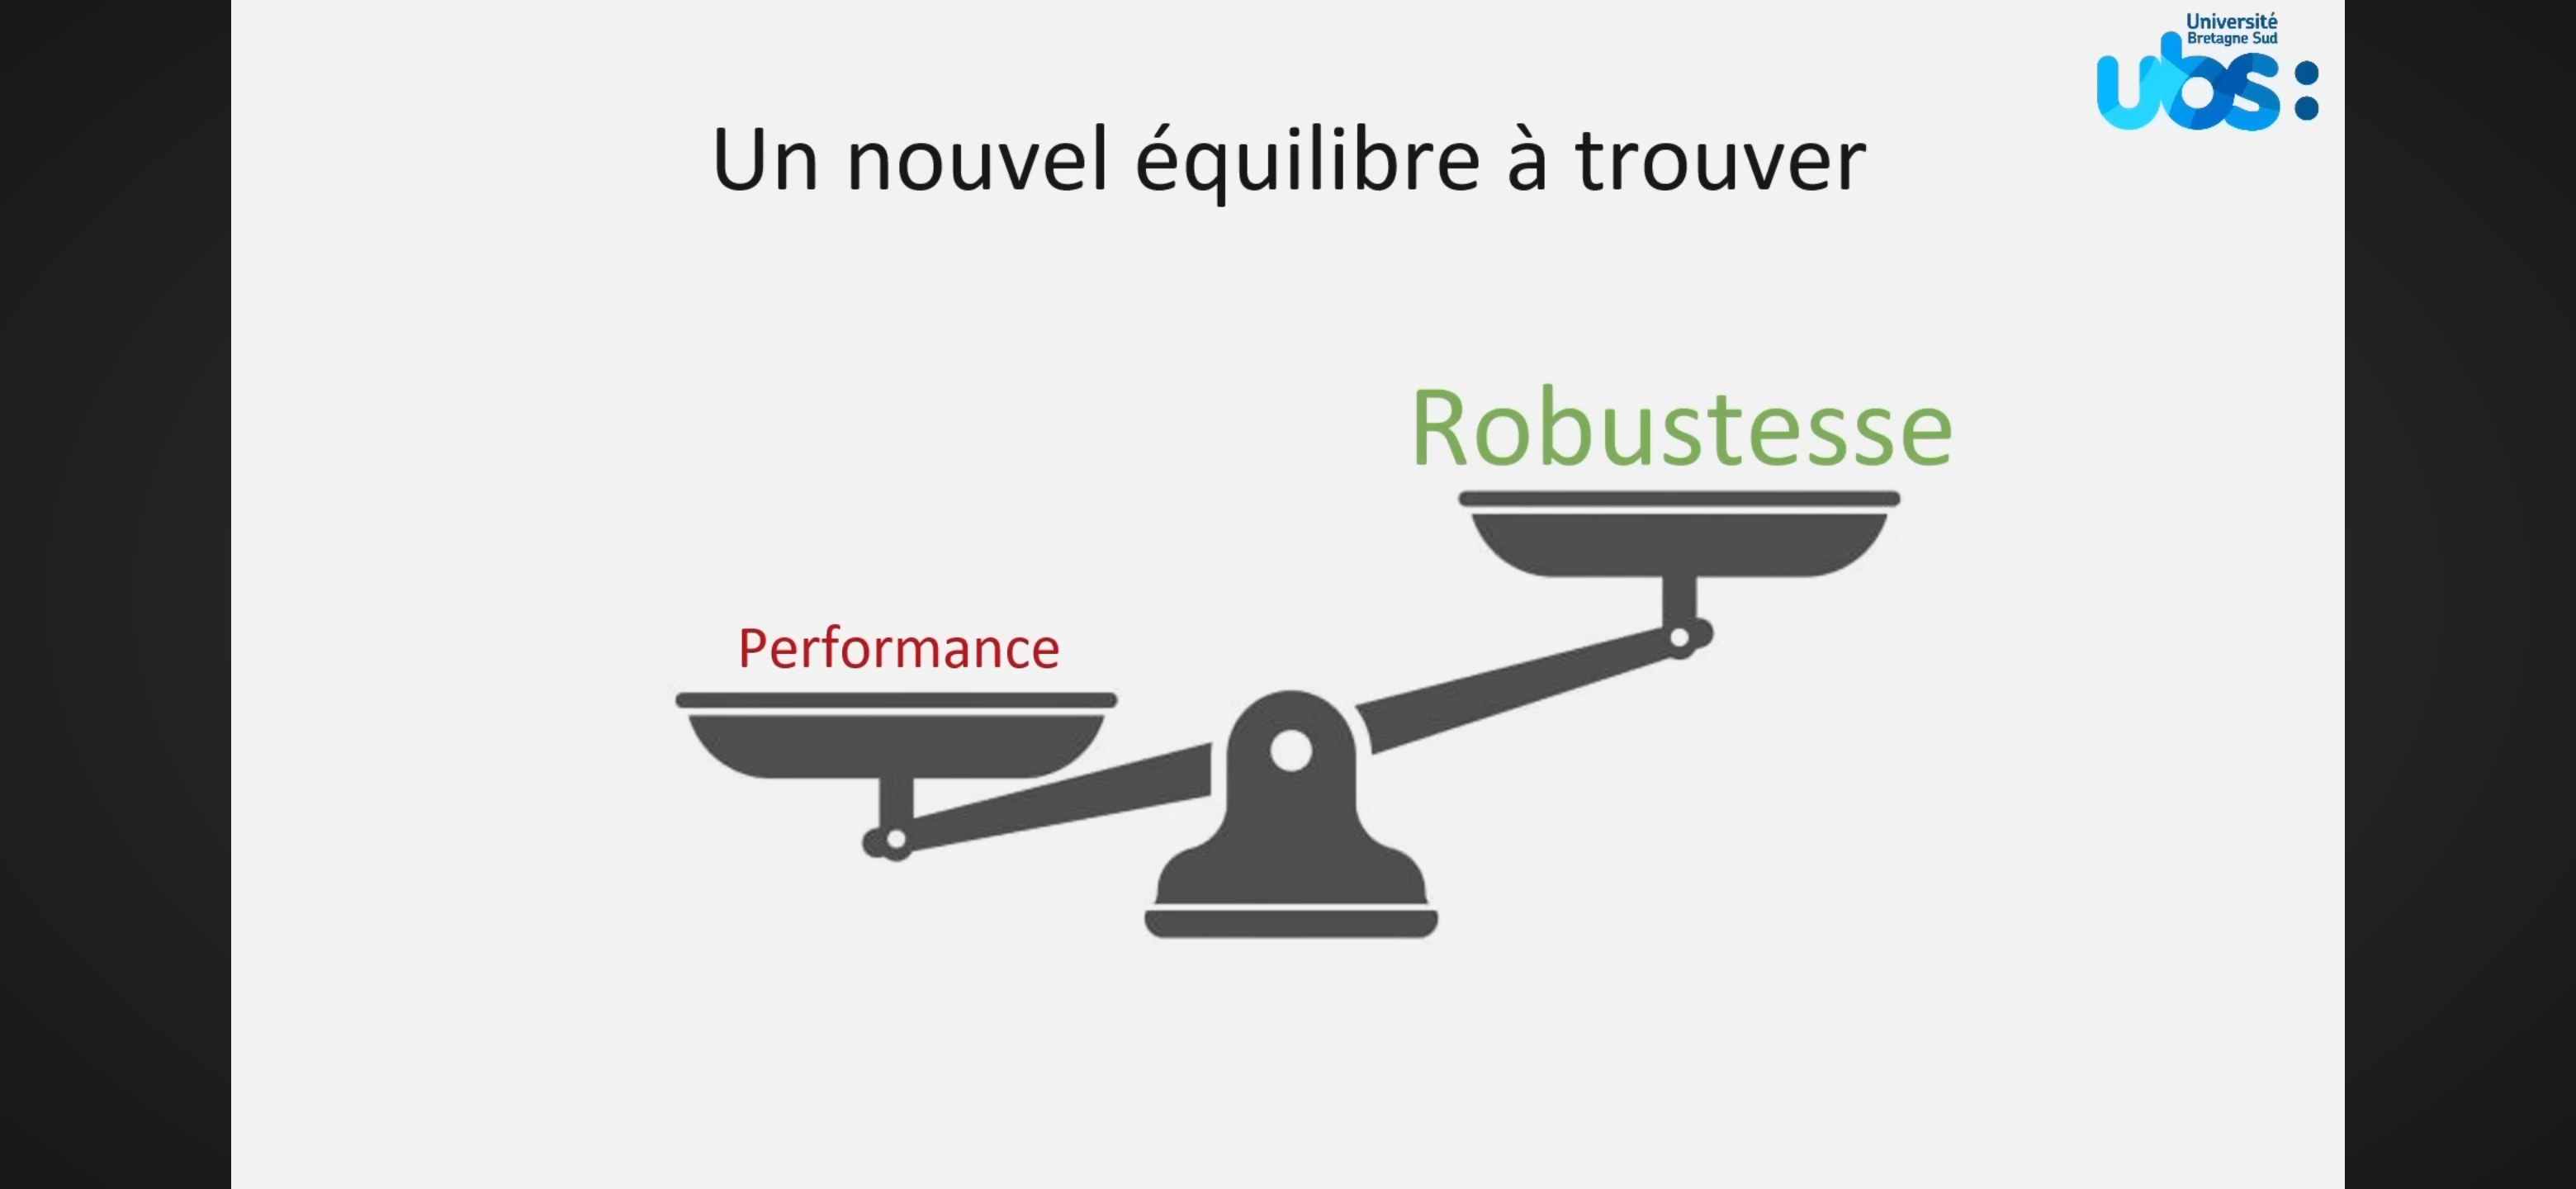 Université
Bretagne Sud
ubs:
Un nouvel équilibre à trouver
Robustesse
Performance